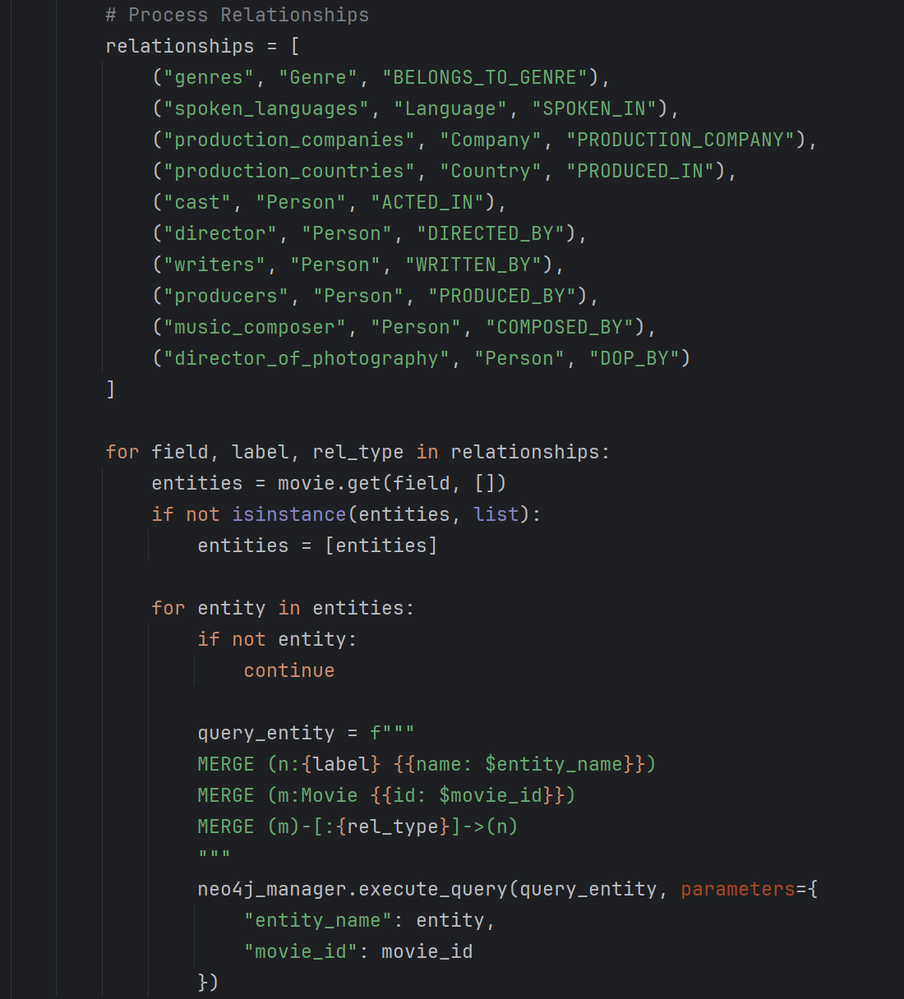 # Process Relationships
relationships = [
    ("genres", "Genre", "BELONGS_TO_GENRE"),
    ("spoken_languages", "Language", "SPOKEN_IN"),
    ("production_companies", "Company", "PRODUCTION_COMPANY"),
    ("production_countries", "Country", "PRODUCED_IN"),
    ("cast", "Person", "ACTED_IN"),
    ("director", "Person", "DIRECTED_BY"),
    ("writers", "Person", "WRITTEN_BY"),
    ("producers", "Person", "PRODUCED_BY"),
    ("music_composer", "Person", "COMPOSED_BY"),
    ("director_of_photography", "Person", "DOP_BY")
]
for field, label, rel_type in relationships:
    entities = movie.get(field, [])
    if not isinstance(entities, list):
        entities = [entities]
    for entity in entities:
        if not entity:
            continue
        query_entity = f"""
        MERGE (n:{label} {{name: $entity_name}})
        MERGE (m:Movie {{id: $movie_id}})
        MERGE (m)-[:{rel_type}]->(n)
        """
        neo4j_manager.execute_query(query_entity, parameters={
            "entity_name": entity,
            "movie_id": movie_id
        })